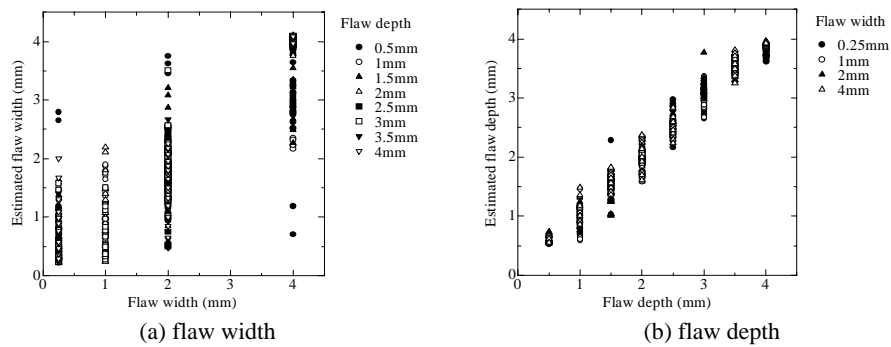 Flaw depth
0.5mm
1mm
1.5mm
2mm
2.5mm
3mm
3.5mm
4mm
Estimated flaw width (mm)
4
3
2
1
0
0 1 2 3 4
Flaw width (mm)
(a) flaw width
Flaw width
0.25mm
1mm
2mm
4mm
Estimated flaw depth (mm)
4
3
2
1
0
0 1 2 3 4
Flaw depth (mm)
(b) flaw depth